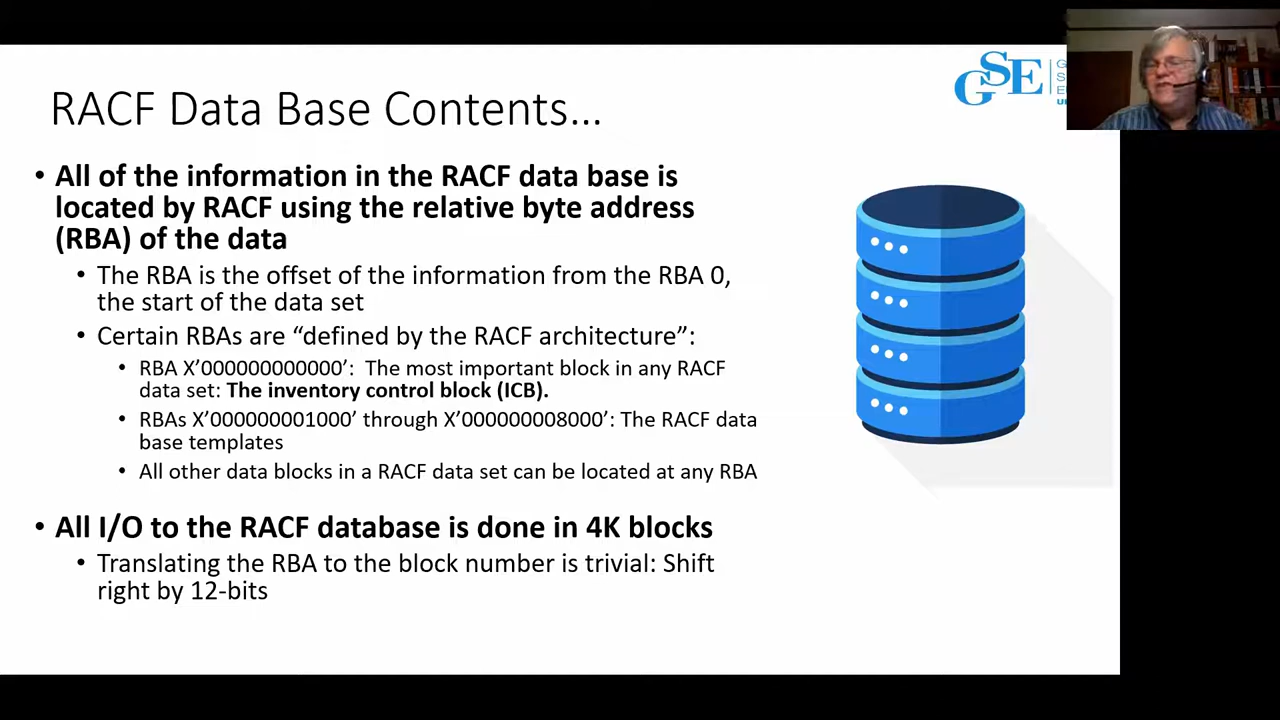 GSE
RACF Data Base Contents...
• All of the information in the RACF data base is
located by RACF using the relative byte address
(RBA) of the data
• The RBA is the offset of the information from the RBA 0,
the start of the data set
• Certain RBAs are “defined by the RACF architecture”:
• RBA X’000000000000’:  The most important block in any RACF
data set: The inventory control block (ICB).
• RBAs X’000000001000’ through X’000000008000’: The RACF data
base templates
• All other data blocks in a RACF data set can be located at any RBA
• All I/O to the RACF database is done in 4K blocks
• Translating the RBA to the block number is trivial: Shift
right by 12-bits